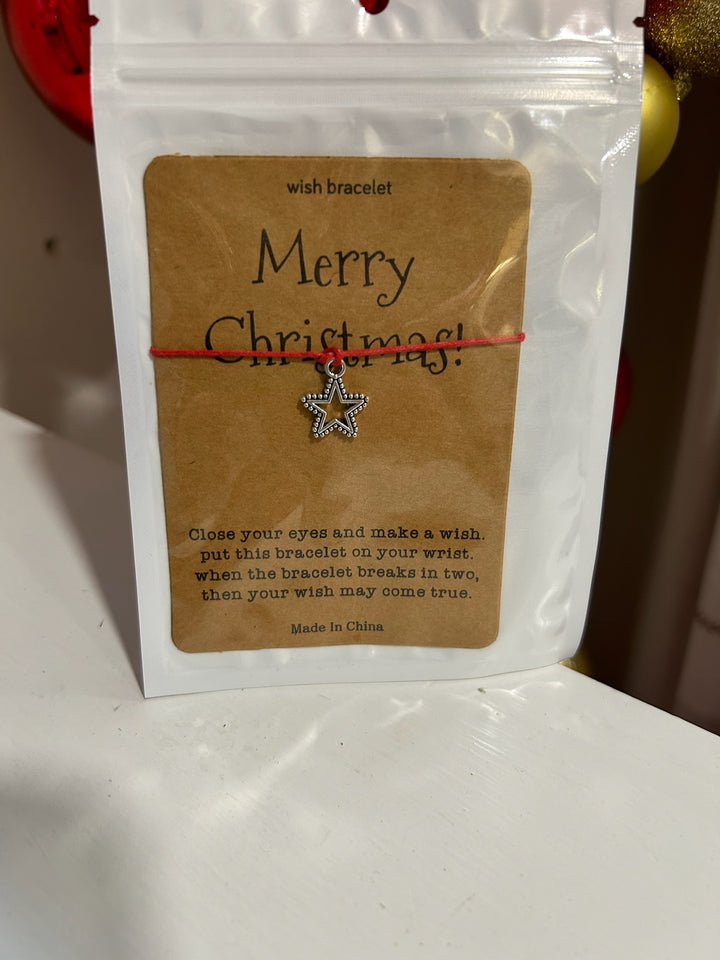 wish bracelet
Merry
Christmas!
Close your eyes and make a wish.
put this bracelet on your wrist.
when the bracelet breaks in two,
then your wish may come true.
Made In China